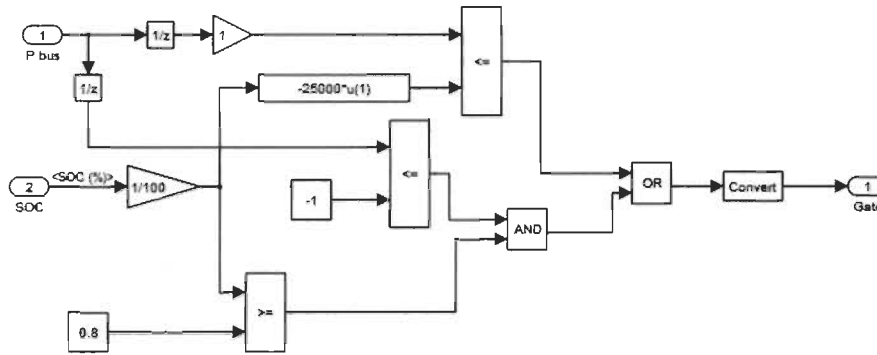 1
P bus
1/z
1
<=
1/z
-25000*u(1)
<=
<SOC (%)>
2
SOC
1/100
-1
AND
OR
Convert
1
Gate
0.8
>=